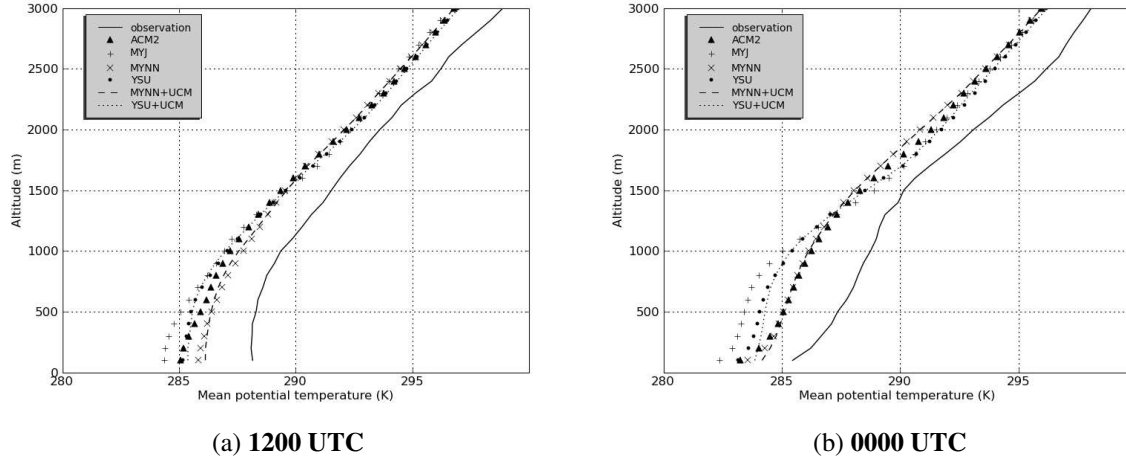 observation
ACM2
MYJ
MYNN
YSU
MYNN+UCM
YSU+UCM
3000
2500
2000
1500
1000
500
0
Altitude (m)
280
285
290
295
Mean potential temperature (K)
(a) 1200 UTC
observation
ACM2
MYJ
MYNN
YSU
MYNN+UCM
YSU+UCM
3000
2500
2000
1500
1000
500
0
Altitude (m)
280
285
290
295
Mean potential temperature (K)
(b) 0000 UTC